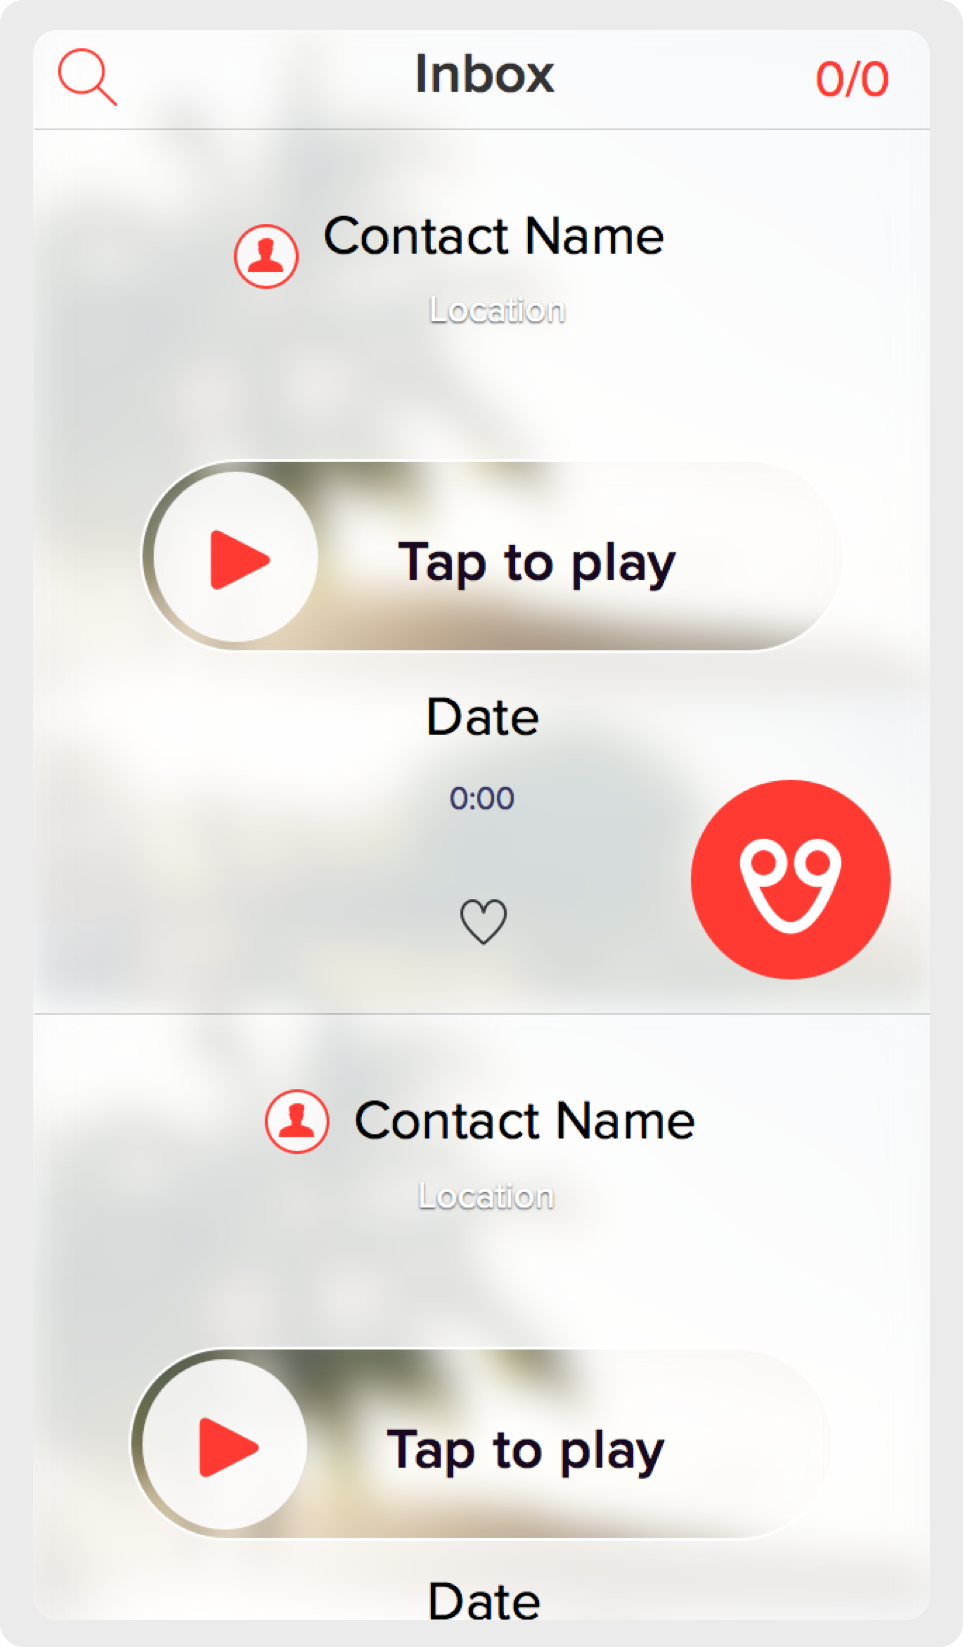 Inbox
0/0
Contact Name
Location
Tap to play
Date
0:00
Contact Name
Location
Tap to play
Date